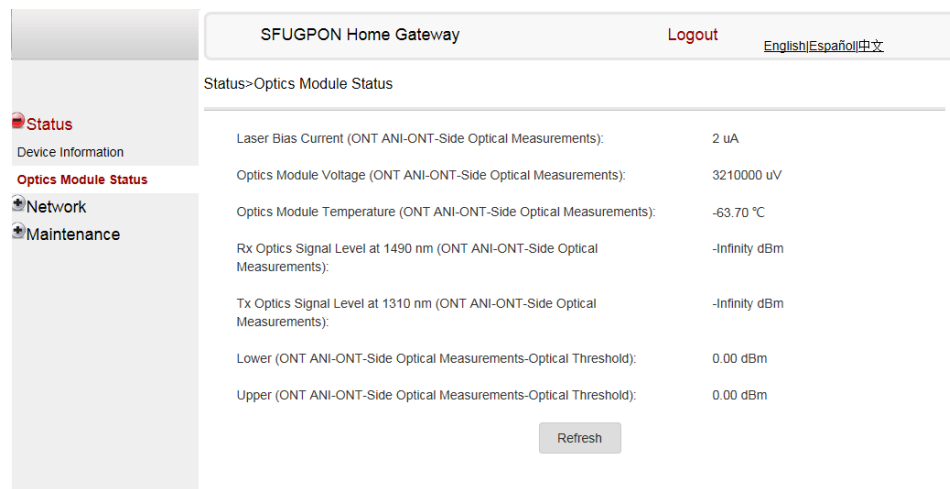 SFUGPON Home Gateway
Logout
English|Español|中文
Status>Optics Module Status
Status
Device Information
Optics Module Status
Network
Maintenance
Laser Bias Current (ONT ANI-ONT-Side Optical Measurements): 2 uA
Optics Module Voltage (ONT ANI-ONT-Side Optical Measurements): 3210000 uV
Optics Module Temperature (ONT ANI-ONT-Side Optical Measurements): -63.70 ℃
Rx Optics Signal Level at 1490 nm (ONT ANI-ONT-Side Optical -Infinity dBm
Measurements):
Tx Optics Signal Level at 1310 nm (ONT ANI-ONT-Side Optical -Infinity dBm
Measurements):
Lower (ONT ANI-ONT-Side Optical Measurements-Optical Threshold): 0.00 dBm
Upper (ONT ANI-ONT-Side Optical Measurements-Optical Threshold): 0.00 dBm
Refresh